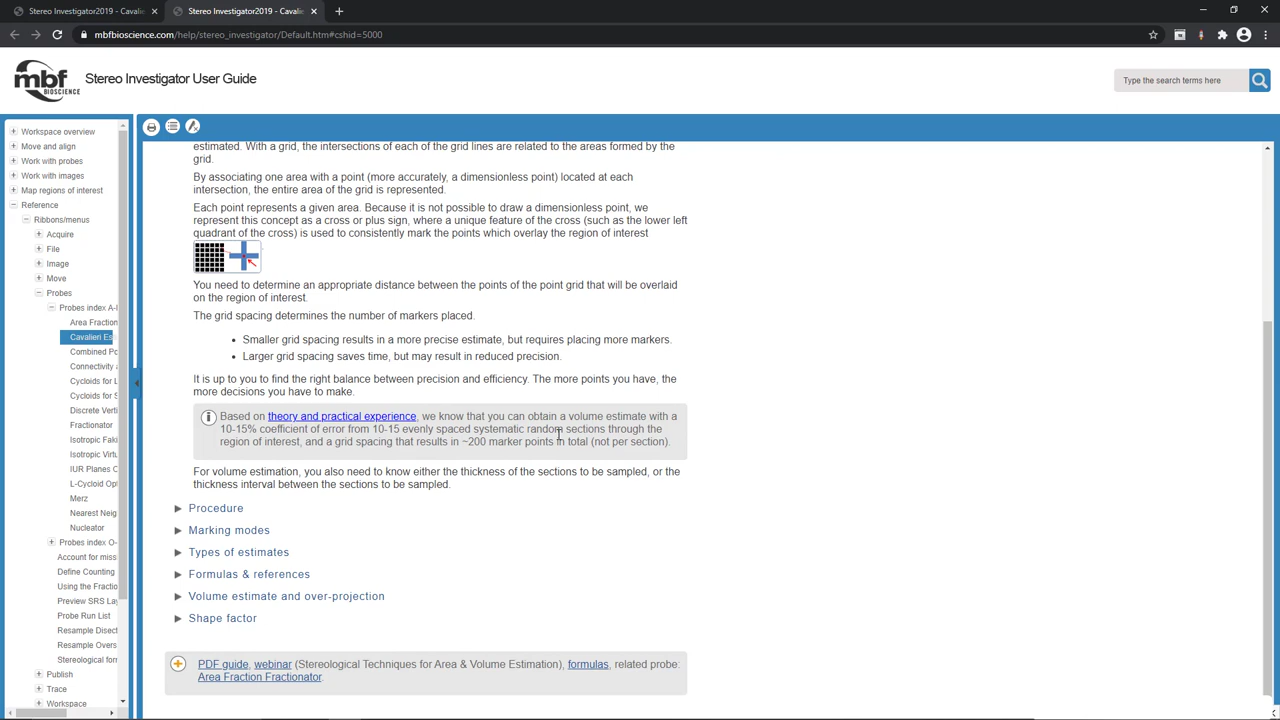 Stereo Investigator2019 - Cavalie
Stereo Investigator2019 - Cavalie
mbfbioscience.com/help/stereo_investigator/Default.htm#cshid=5000
mbf
BIOSCIENCE
Stereo Investigator User Guide
Type the search terms here
Workspace overview
Move and align
Work with probes
Work with images
Map regions of interest
Reference
Ribbons/menus
Acquire
File
Image
Move
Probes
Probes index A-
Area Fraction
Cavalieri Es
Combined Po
Connectivity a
Cycloids for L
Cycloids for S
Discrete Verti
Fractionator
Isotropic Faki
Isotropic Virtu
IUR Planes O
L-Cycloid Opt
Merz
Nearest Neig
Nucleator
Probes index O-
Account for miss
Define Counting
Using the Fractio
Preview SRS Lay
Probe Run List
Resample Disect
Resample Overs
Stereological form
Publish
Trace
Workspace
estimated. With a grid, the intersections of each of the grid lines are related to the areas formed by the
grid.
By associating one area with a point (more accurately, a dimensionless point) located at each
intersection, the entire area of the grid is represented.
Each point represents a given area. Because it is not possible to draw a dimensionless point, we
represent this concept as a cross or plus sign, where a unique feature of the cross (such as the lower left
quadrant of the cross) is used to consistently mark the points which overlay the region of interest
You need to determine an appropriate distance between the points of the point grid that will be overlaid
on the region of interest.
The grid spacing determines the number of markers placed.
• Smaller grid spacing results in a more precise estimate, but requires placing more markers.
• Larger grid spacing saves time, but may result in reduced precision.
It is up to you to find the right balance between precision and efficiency. The more points you have, the
more decisions you have to make.
Based on theory and practical experience, we know that you can obtain a volume estimate with a
10-15% coefficient of error from 10-15 evenly spaced systematic random sections through the
region of interest, and a grid spacing that results in ~200 marker points in total (not per section).
For volume estimation, you also need to know either the thickness of the sections to be sampled, or the
thickness interval between the sections to be sampled.
Procedure
Marking modes
Types of estimates
Formulas & references
Volume estimate and over-projection
Shape factor
PDF guide, webinar (Stereological Techniques for Area & Volume Estimation), formulas, related probe:
Area Fraction Fractionator.